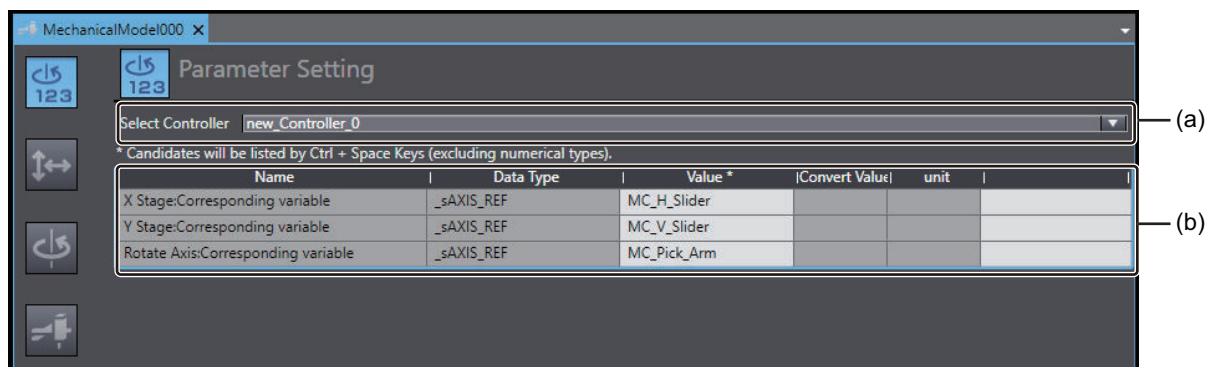 MechanicalModel000 X
123
123 Parameter Setting
Select Controller new_Controller_0
(a)
* Candidates will be listed by Ctrl + Space Keys (excluding numerical types).
Name | Data Type | Value * |Convert Value| unit | |
X Stage:Corresponding variable _sAXIS_REF MC_H_Slider
Y Stage:Corresponding variable _sAXIS_REF MC_V_Slider
(b)
Rotate Axis:Corresponding variable _sAXIS_REF MC_Pick_Arm